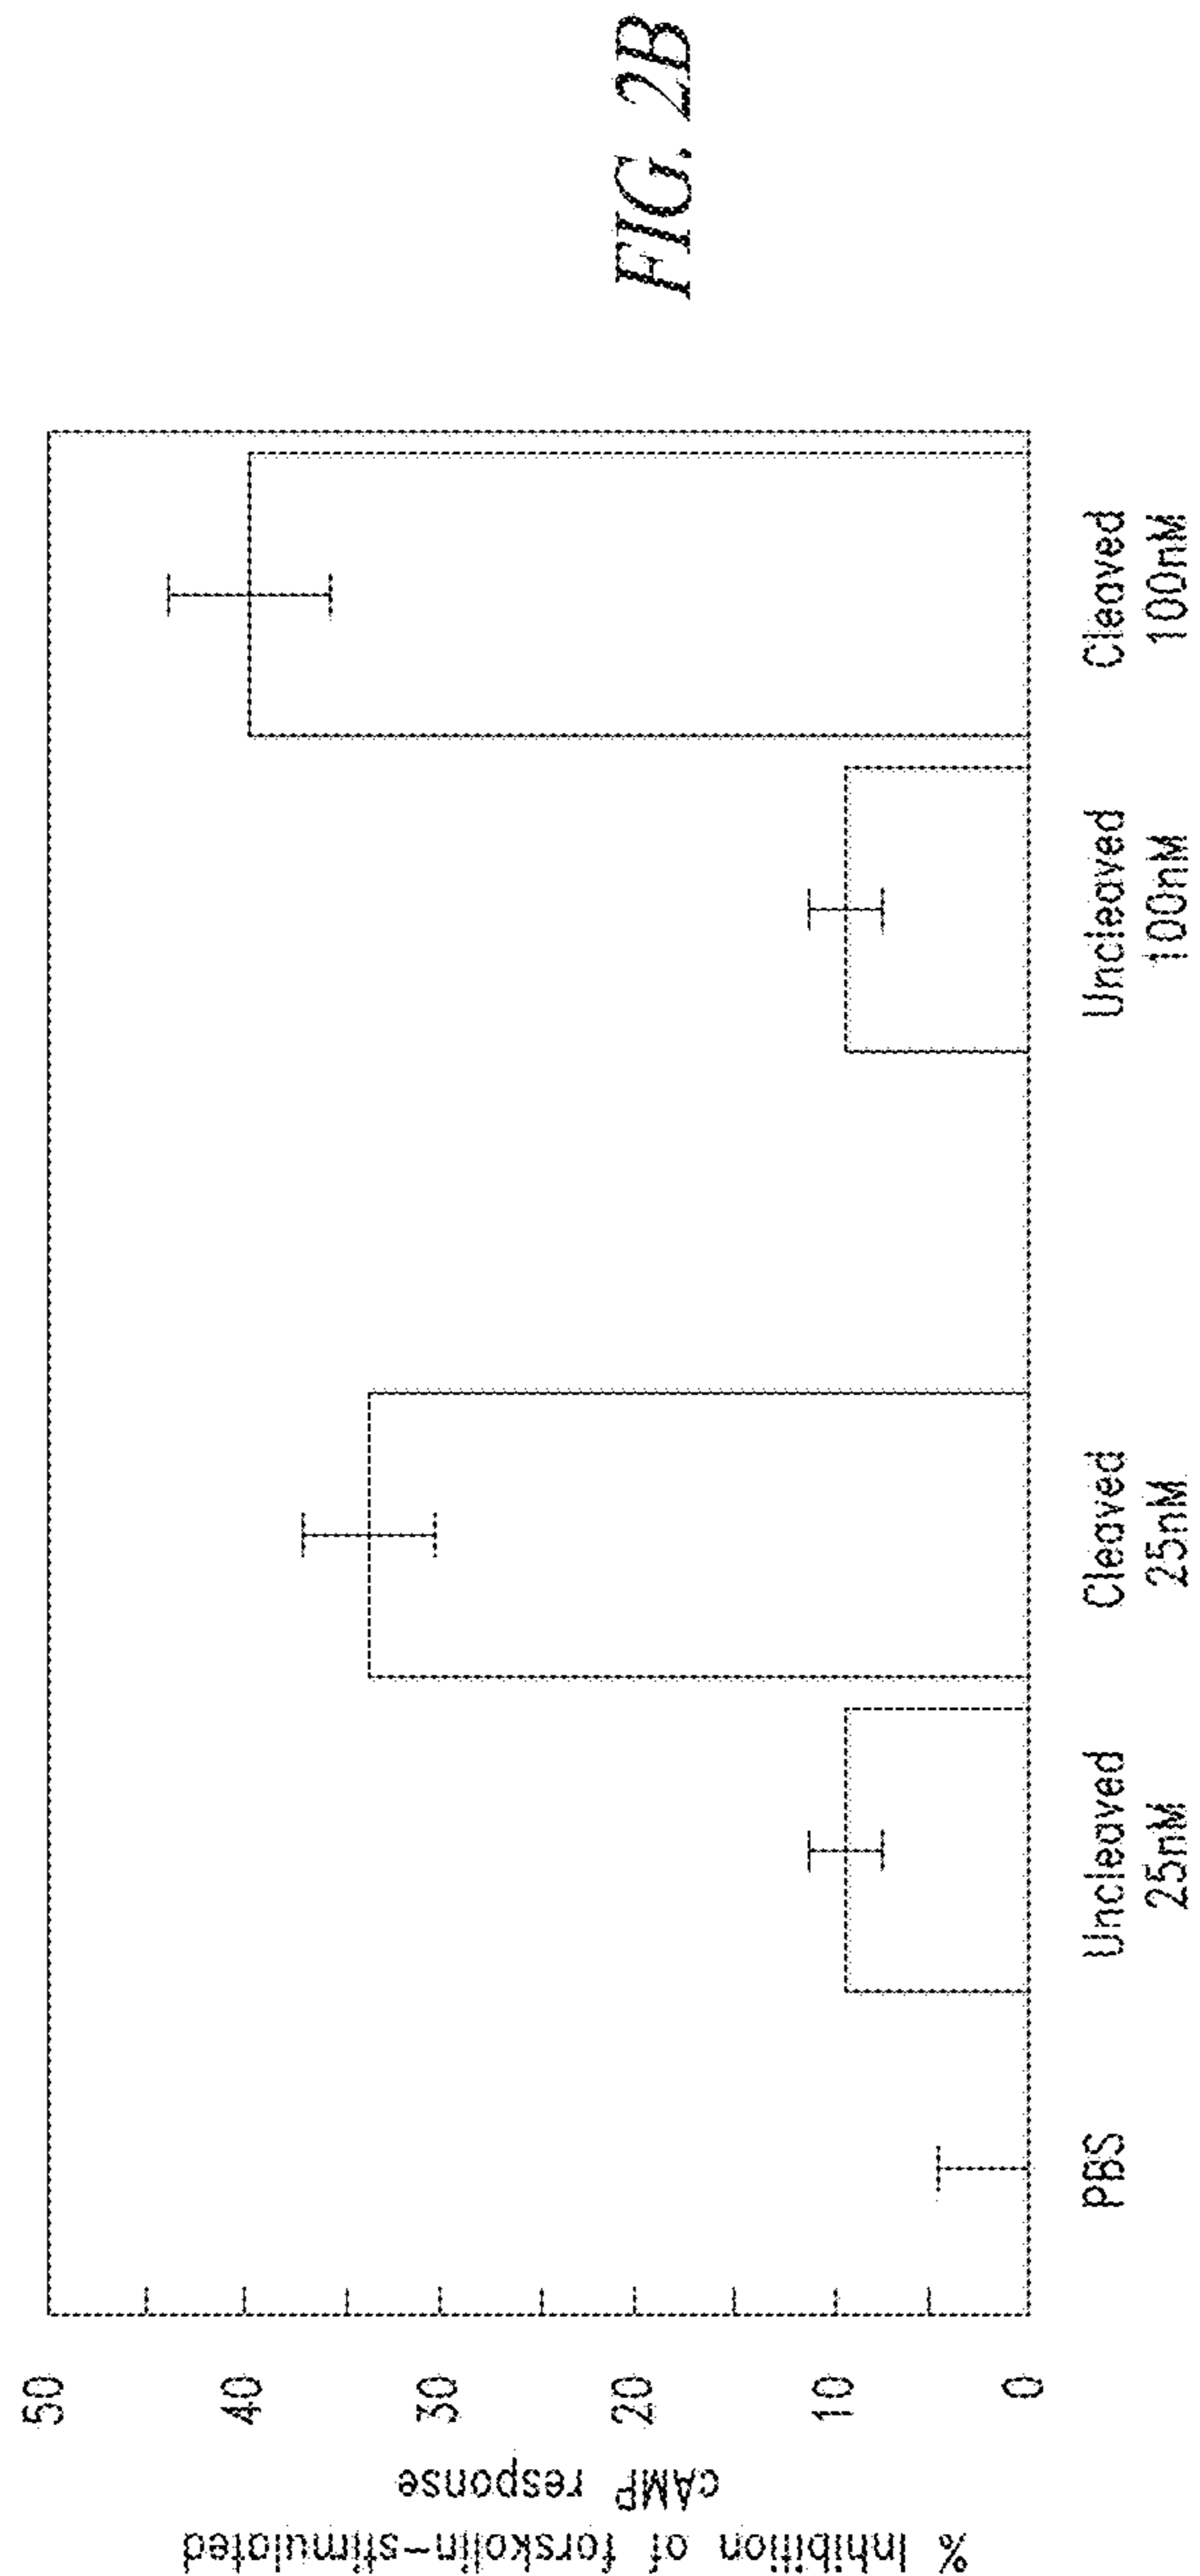 % Inhibition of forskolin-stimulated
cAMP response
50
40
30
20
10
0
PBS
Uncleaved
25nM
Cleaved
25nM
Uncleaved
100nM
Cleaved
100nM
FIG. 2B